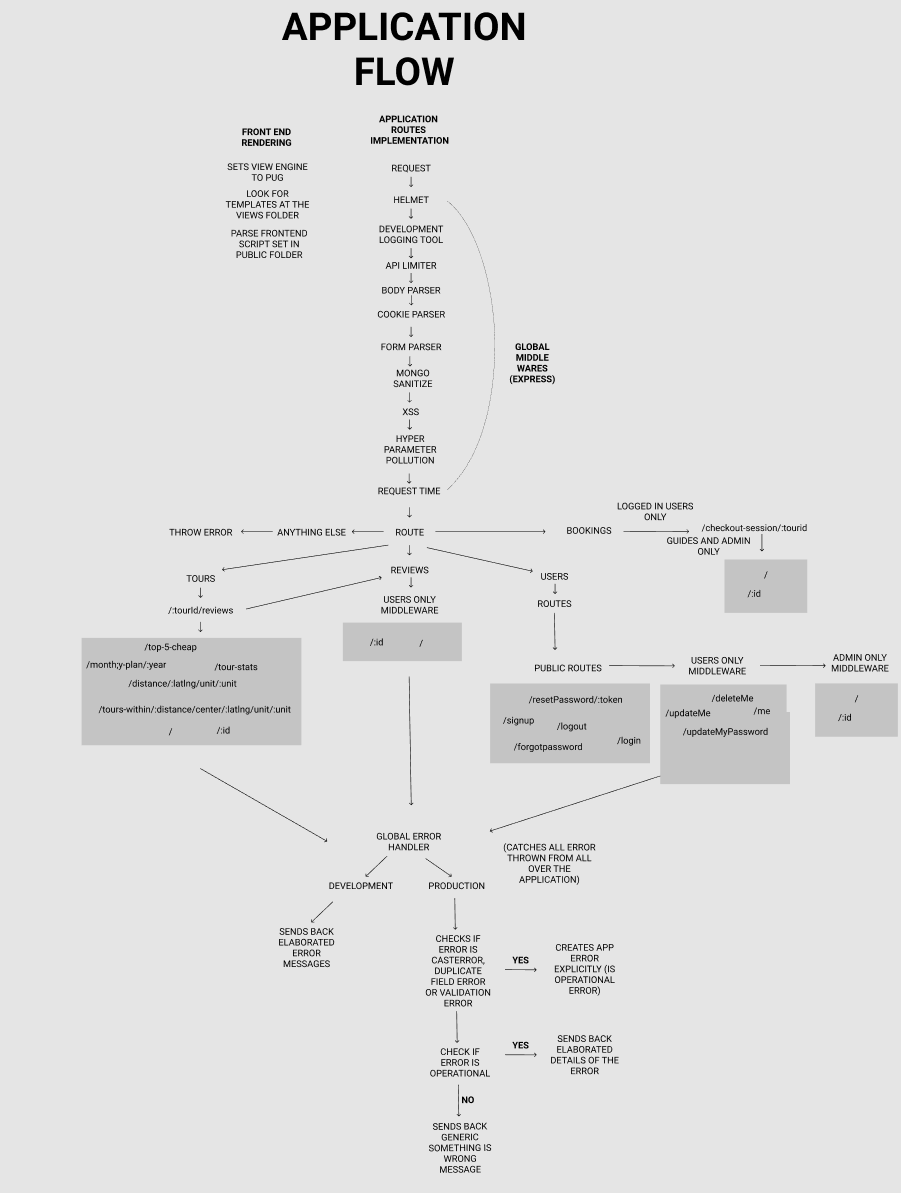 APPLICATION
FLOW
FRONT END
RENDERING
SETS VIEW ENGINE
TO PUG
LOOK FOR
TEMPLATES AT THE
VIEWS FOLDER
PARSE FRONTEND
SCRIPT SET IN
PUBLIC FOLDER
APPLICATION
ROUTES
IMPLEMENTATION
REQUEST
HELMET
DEVELOPMENT
LOGGING TOOL
API LIMITER
BODY PARSER
COOKIE PARSER
FORM PARSER
MONGO
SANITIZE
XSS
HYPER
PARAMETER
POLLUTION
REQUEST TIME
GLOBAL
MIDDLE
WARES
(EXPRESS)
THROW ERROR
ANYTHING ELSE
ROUTE
BOOKINGS
LOGGED IN USERS
ONLY
/checkout-session/:tourid
GUIDES AND ADMIN
ONLY
/
/:id
TOURS
/:tourId/reviews
/top-5-cheap
/month;y-plan/:year
/tour-stats
/distance/:latlng/unit/:unit
/tours-within/:distance/center/:latlng/unit/:unit
/
/:id
REVIEWS
USERS ONLY
MIDDLEWARE
/:id
/
USERS
ROUTES
PUBLIC ROUTES
/resetPassword/:token
/signup
/logout
/login
/forgotpassword
USERS ONLY
MIDDLEWARE
/deleteMe
/updateMe
/me
/updateMyPassword
ADMIN ONLY
MIDDLEWARE
/
/:id
GLOBAL ERROR
HANDLER
(CATCHES ALL ERROR
THROWN FROM ALL
OVER THE
APPLICATION)
DEVELOPMENT
PRODUCTION
SENDS BACK
ELABORATED
ERROR
MESSAGES
CHECKS IF
ERROR IS
CASTERROR,
DUPLICATE
FIELD ERROR
OR VALIDATION
ERROR
YES
CREATES APP
ERROR
EXPLICITLY (IS
OPERATIONAL
ERROR)
CHECK IF
ERROR IS
OPERATIONAL
YES
SENDS BACK
ELABORATED
DETAILS OF THE
ERROR
NO
SENDS BACK
GENERIC
SOMETHING IS
WRONG
MESSAGE